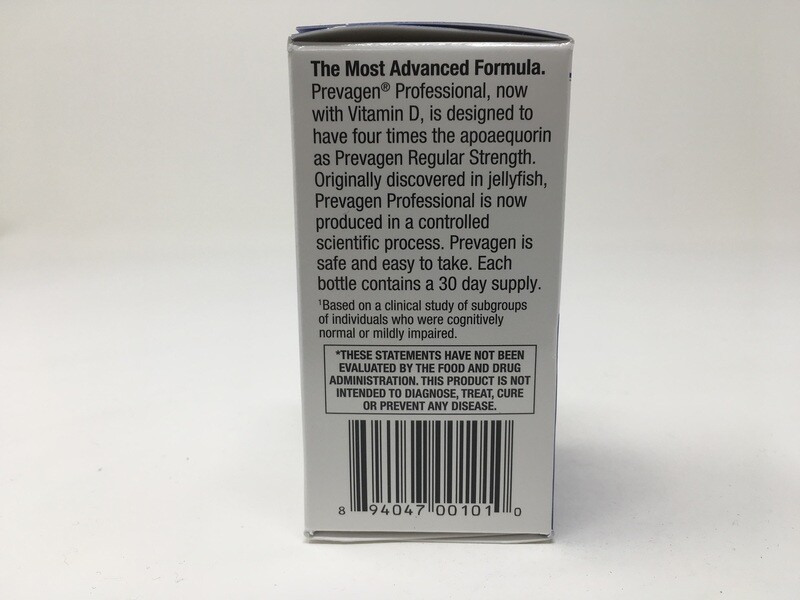 The Most Advanced Formula.
Prevagen® Professional, now
with Vitamin D, is designed to
have four times the apoaequorin
as Prevagen Regular Strength.
Originally discovered in jellyfish,
Prevagen Professional is now
produced in a controlled
scientific process. Prevagen is
safe and easy to take. Each
bottle contains a 30 day supply.
¹Based on a clinical study of subgroups
of individuals who were cognitively
normal or mildly impaired.
*THESE STATEMENTS HAVE NOT BEEN
EVALUATED BY THE FOOD AND DRUG
ADMINISTRATION. THIS PRODUCT IS NOT
INTENDED TO DIAGNOSE, TREAT, CURE
OR PREVENT ANY DISEASE.
8 94047 00101 0